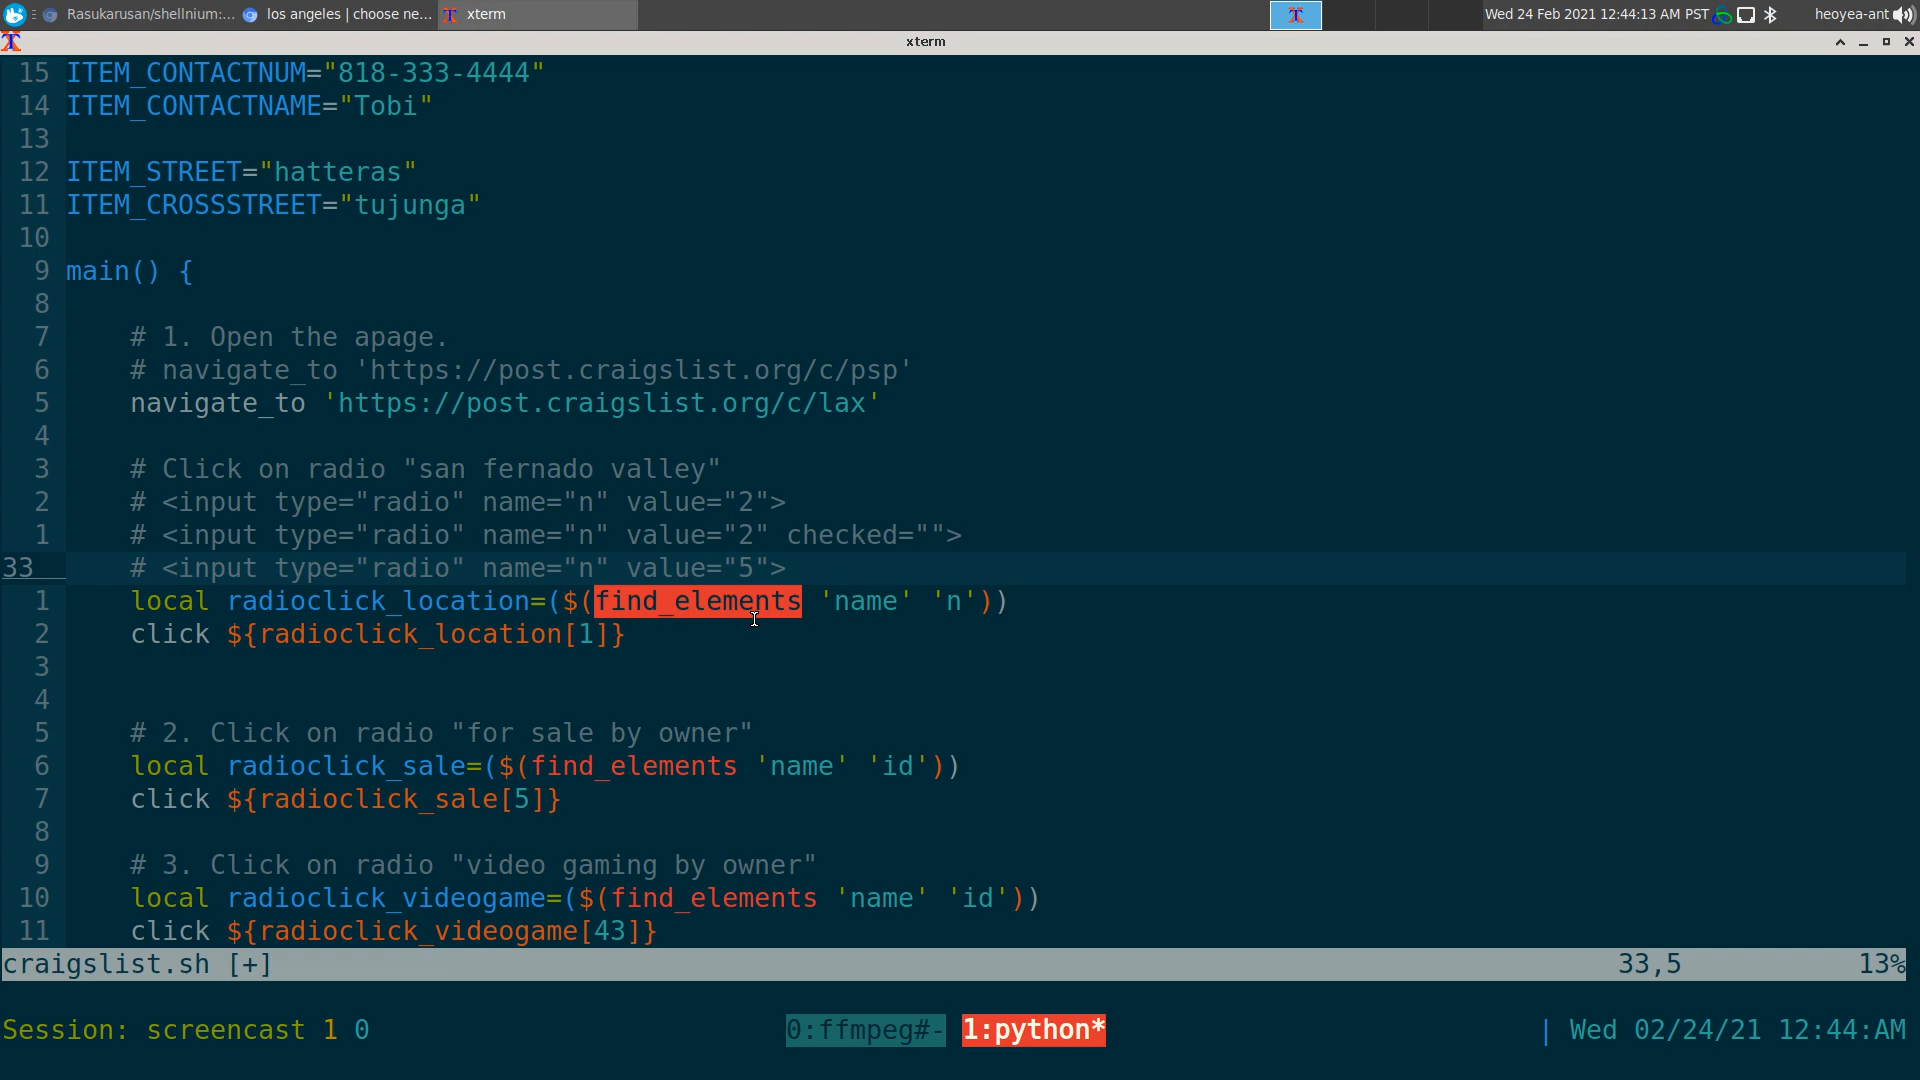 Rasukarusan/shellnium:...
los angeles | choose ne...
xterm
Wed 24 Feb 2021 12:44:13 AM PST
heoyea-ant
xterm
15 ITEM_CONTACTNUM="818-333-4444"
14 ITEM_CONTACTNAME="Tobi"
13
12 ITEM_STREET="hatteras"
11 ITEM_CROSSSTREET="tujunga"
10
9 main() {
8
7 # 1. Open the apage.
6 # navigate_to 'https://post.craigslist.org/c/psp'
5 navigate_to 'https://post.craigslist.org/c/lax'
4
3 # Click on radio "san fernado valley"
2 # <input type="radio" name="n" value="2">
1 # <input type="radio" name="n" value="2" checked="">
33 # <input type="radio" name="n" value="5">
1 local radioclick_location=($(find_elements 'name' 'n'))
2 click ${radioclick_location[1]}
3
4
5 # 2. Click on radio "for sale by owner"
6 local radioclick_sale=($(find_elements 'name' 'id'))
7 click ${radioclick_sale[5]}
8
9 # 3. Click on radio "video gaming by owner"
10 local radioclick_videogame=($(find_elements 'name' 'id'))
11 click ${radioclick_videogame[43]}
craigslist.sh [+] 33,5 13%
Session: screencast 1 0 0:ffmpeg#- 1:python* | Wed 02/24/21 12:44:AM